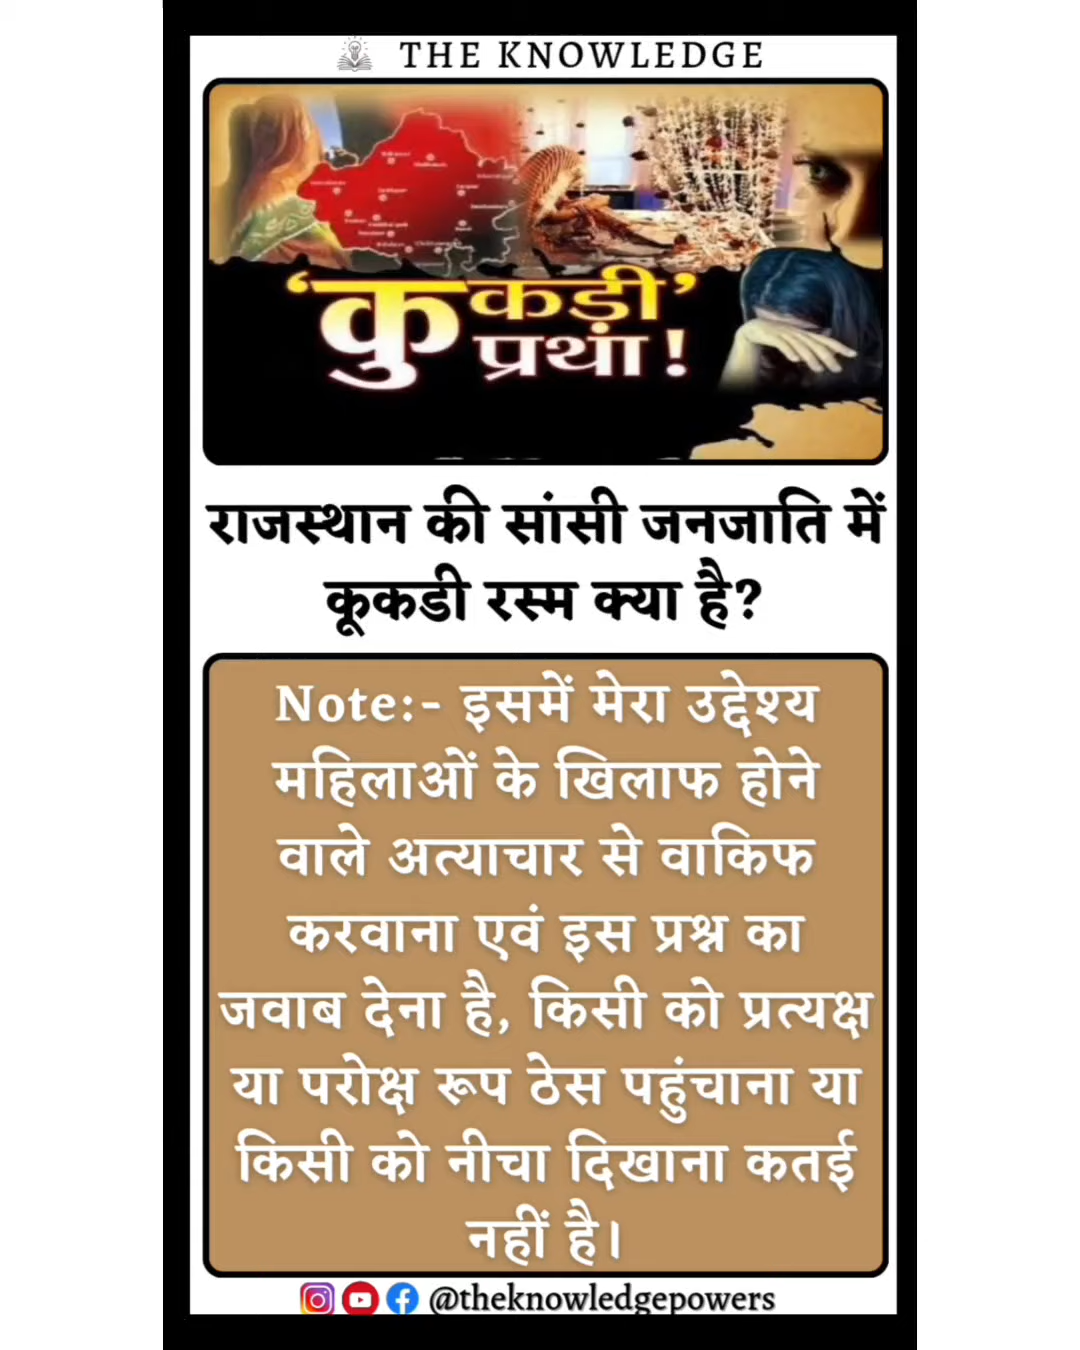 THE KNOWLEDGE
‘कुकड़ी’
प्रथा !
राजस्थान की सांसी जनजाति में
कूकडी रस्म क्या है?
Note:- इसमें मेरा उद्देश्य
महिलाओं के खिलाफ होने
वाले अत्याचार से वाकिफ
करवाना एवं इस प्रश्न का
जवाब देना है, किसी को प्रत्यक्ष
या परोक्ष रूप ठेस पहुंचाना या
किसी को नीचा दिखाना कतई
नहीं है।
@theknowledgepowers